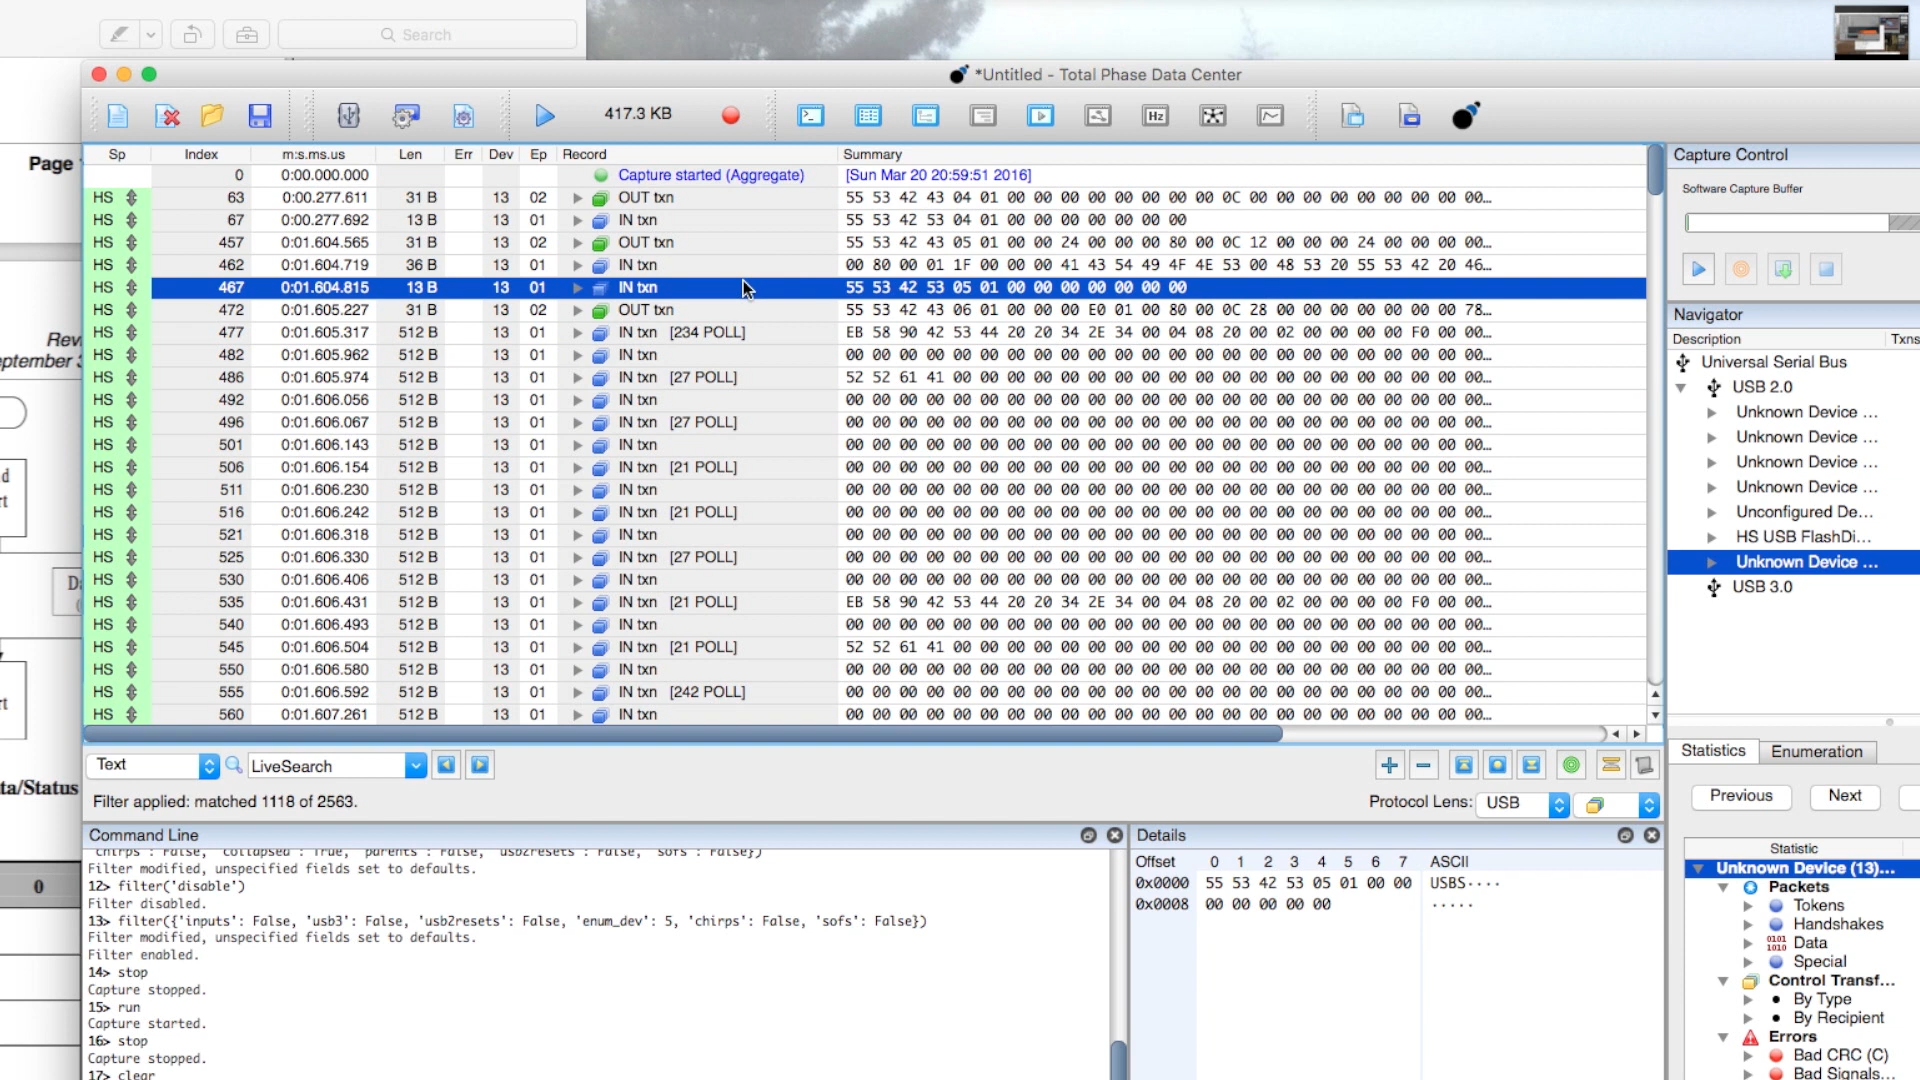 Search
*Untitled - Total Phase Data Center
417.3 KB
Hz
Page
Sp Index m:s.ms.us Len Err Dev Ep Record Summary
0 0:00.000.000 Capture started (Aggregate) [Sun Mar 20 20:59:51 2016]
HS 63 0:00.277.611 31 B 13 02 OUT txn 55 53 42 43 04 01 00 00 00 00 00 00 00 00 0C 00 00 00 00 00 00 00 00 00…
HS 67 0:00.277.692 13 B 13 01 IN txn 55 53 42 53 04 01 00 00 00 00 00 00 00
HS 457 0:01.604.565 31 B 13 02 OUT txn 55 53 42 43 05 01 00 00 24 00 00 00 80 00 0C 12 00 00 00 24 00 00 00 00…
HS 462 0:01.604.719 36 B 13 01 IN txn 00 80 00 01 1F 00 00 00 41 43 54 49 4F 4E 53 00 48 53 20 55 53 42 20 46…
HS 467 0:01.604.815 13 B 13 01 IN txn 55 53 42 53 05 01 00 00 00 00 00 00 00
HS 472 0:01.605.227 31 B 13 02 OUT txn 55 53 42 43 06 01 00 00 00 E0 01 00 80 00 0C 28 00 00 00 00 00 00 00 78…
HS 477 0:01.605.317 512 B 13 01 IN txn [234 POLL] EB 58 90 42 53 44 20 20 34 2E 34 00 04 08 20 00 02 00 00 00 00 F0 00 00…
HS 482 0:01.605.962 512 B 13 01 IN txn 00 00 00 00 00 00 00 00 00 00 00 00 00 00 00 00 00 00 00 00 00 00 00 00…
HS 486 0:01.605.974 512 B 13 01 IN txn [27 POLL] 52 52 61 41 00 00 00 00 00 00 00 00 00 00 00 00 00 00 00 00 00 00 00 00…
HS 492 0:01.606.056 512 B 13 01 IN txn 00 00 00 00 00 00 00 00 00 00 00 00 00 00 00 00 00 00 00 00 00 00 00 00…
HS 496 0:01.606.067 512 B 13 01 IN txn [27 POLL] 00 00 00 00 00 00 00 00 00 00 00 00 00 00 00 00 00 00 00 00 00 00 00 00…
HS 501 0:01.606.143 512 B 13 01 IN txn 00 00 00 00 00 00 00 00 00 00 00 00 00 00 00 00 00 00 00 00 00 00 00 00…
HS 506 0:01.606.154 512 B 13 01 IN txn [21 POLL] 00 00 00 00 00 00 00 00 00 00 00 00 00 00 00 00 00 00 00 00 00 00 00 00…
HS 511 0:01.606.230 512 B 13 01 IN txn 00 00 00 00 00 00 00 00 00 00 00 00 00 00 00 00 00 00 00 00 00 00 00 00…
HS 516 0:01.606.242 512 B 13 01 IN txn [21 POLL] 00 00 00 00 00 00 00 00 00 00 00 00 00 00 00 00 00 00 00 00 00 00 00 00…
HS 521 0:01.606.318 512 B 13 01 IN txn 00 00 00 00 00 00 00 00 00 00 00 00 00 00 00 00 00 00 00 00 00 00 00 00…
HS 525 0:01.606.330 512 B 13 01 IN txn [27 POLL] 00 00 00 00 00 00 00 00 00 00 00 00 00 00 00 00 00 00 00 00 00 00 00 00…
HS 530 0:01.606.406 512 B 13 01 IN txn 00 00 00 00 00 00 00 00 00 00 00 00 00 00 00 00 00 00 00 00 00 00 00 00…
HS 535 0:01.606.431 512 B 13 01 IN txn [21 POLL] EB 58 90 42 53 44 20 20 34 2E 34 00 04 08 20 00 02 00 00 00 00 F0 00 00…
HS 540 0:01.606.493 512 B 13 01 IN txn 00 00 00 00 00 00 00 00 00 00 00 00 00 00 00 00 00 00 00 00 00 00 00 00…
HS 545 0:01.606.504 512 B 13 01 IN txn [21 POLL] 52 52 61 41 00 00 00 00 00 00 00 00 00 00 00 00 00 00 00 00 00 00 00 00…
HS 550 0:01.606.580 512 B 13 01 IN txn 00 00 00 00 00 00 00 00 00 00 00 00 00 00 00 00 00 00 00 00 00 00 00 00…
HS 555 0:01.606.592 512 B 13 01 IN txn [242 POLL] 00 00 00 00 00 00 00 00 00 00 00 00 00 00 00 00 00 00 00 00 00 00 00 00…
HS 560 0:01.607.261 512 B 13 01 IN txn 00 00 00 00 00 00 00 00 00 00 00 00 00 00 00 00 00 00 00 00 00 00 00 00…
ta/Status
0
Text LiveSearch
Filter applied: matched 1118 of 2563.
Protocol Lens: USB
Command Line
chirps : False, collapsed : True, parents : False, usb2resets : False, sofs : False})
Filter modified, unspecified fields set to defaults.
12> filter('disable')
Filter disabled.
13> filter({'inputs': False, 'usb3': False, 'usb2resets': False, 'enum_dev': 5, 'chirps': False, 'sofs': False})
Filter modified, unspecified fields set to defaults.
Filter enabled.
14> stop
Capture stopped.
15> run
Capture started.
16> stop
Capture stopped.
17> clear
Details
Offset 0 1 2 3 4 5 6 7 ASCII
0x0000 55 53 42 53 05 01 00 00 USBS····
0x0008 00 00 00 00 00 ·····
Capture Control
Software Capture Buffer
Navigator
Description Txns
Universal Serial Bus
USB 2.0
Unknown Device ...
Unknown Device ...
Unknown Device ...
Unknown Device ...
Unconfigured De...
HS USB FlashDi...
Unknown Device ...
USB 3.0
Statistics Enumeration
Previous Next
Statistic
Unknown Device (13)...
Packets
Tokens
Handshakes
Data
Special
Control Transf...
By Type
By Recipient
Errors
Bad CRC (C)
Bad Signals...